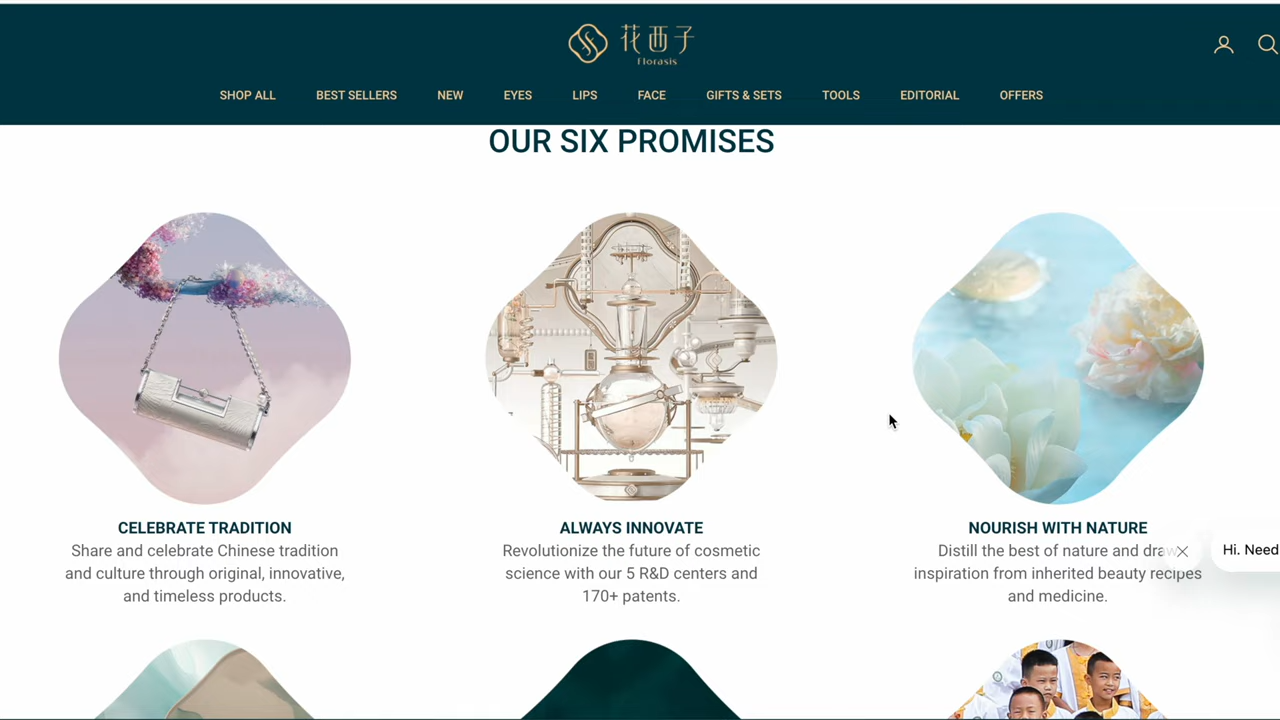 花西子
Florasis
SHOP ALL BEST SELLERS NEW EYES LIPS FACE GIFTS & SETS TOOLS EDITORIAL OFFERS
OUR SIX PROMISES
CELEBRATE TRADITION
Share and celebrate Chinese tradition
and culture through original, innovative,
and timeless products.
ALWAYS INNOVATE
Revolutionize the future of cosmetic
science with our 5 R&D centers and
170+ patents.
NOURISH WITH NATURE
Distill the best of nature and draw
inspiration from inherited beauty recipes
and medicine.
Hi. Need